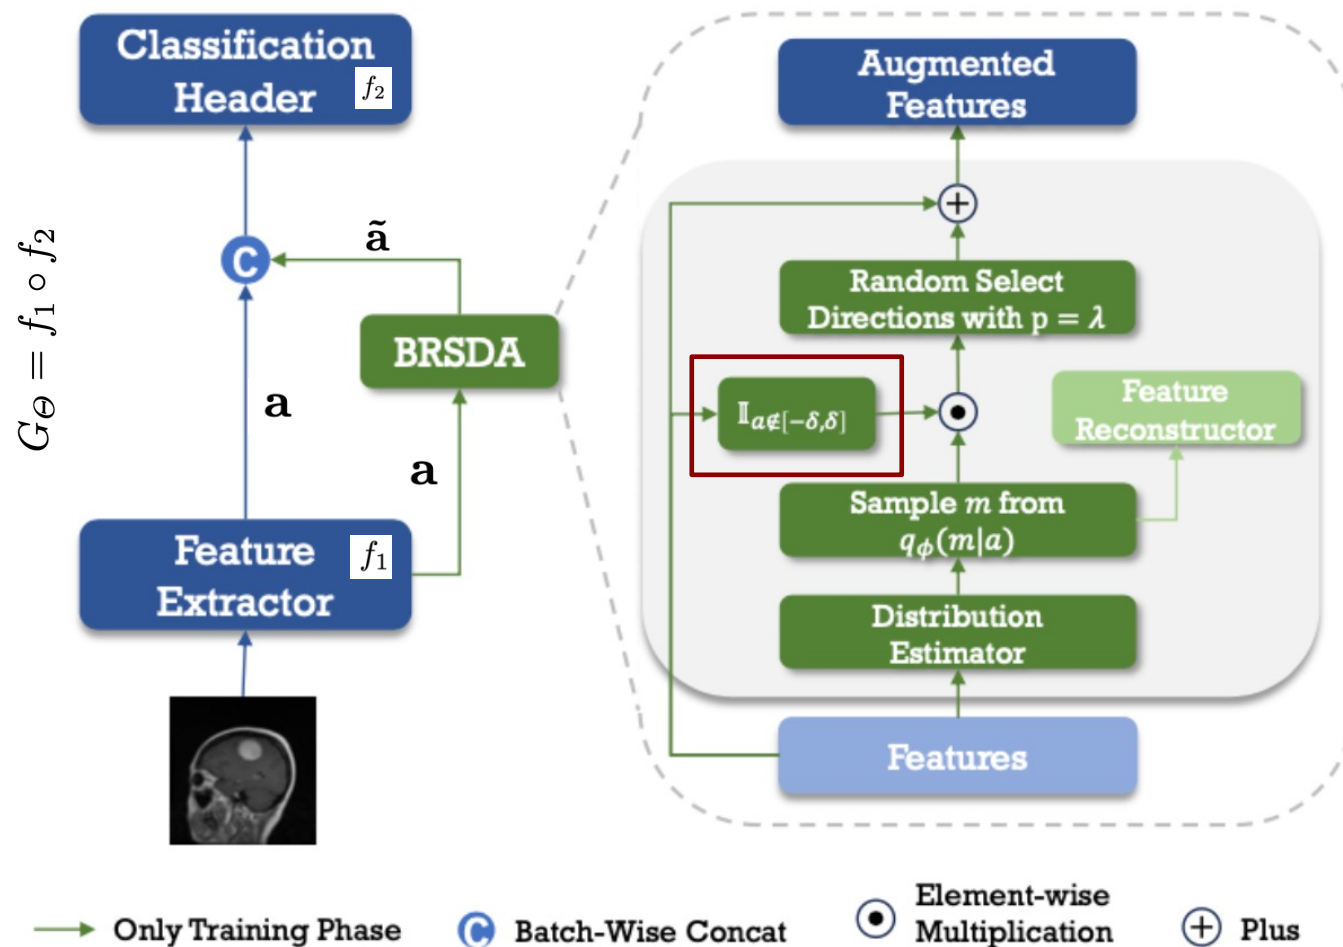 Classification
Header
f₂
G_Θ = f₁ ∘ f₂
C
ã
BRSDA
a
a
Feature
Extractor
f₁
Augmented
Features
+
Random Select
Directions with p = λ
𝕀_{a∉[−δ,δ]}
Feature
Reconstructor
Sample m from
q_ϕ(m|a)
Distribution
Estimator
Features
Only Training Phase
C Batch-Wise Concat
Element-wise
Multiplication
+ Plus